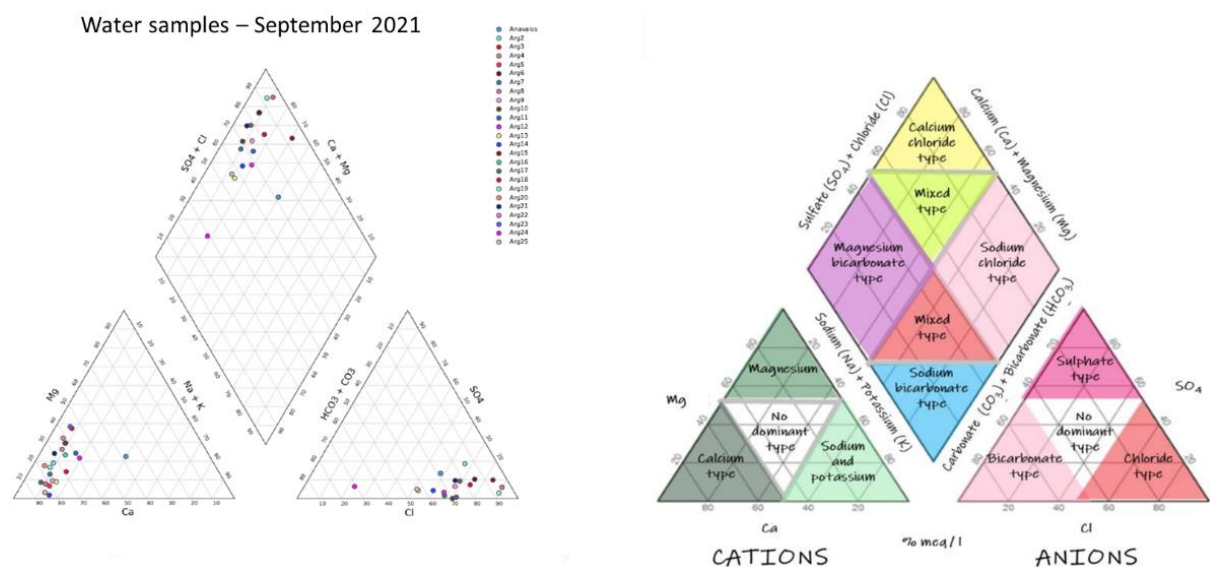 Water samples – September 2021
Anavelos
Arg2
Arg3
Arg4
Arg5
Arg6
Arg7
Arg8
Arg9
Arg10
Arg11
Arg12
Arg13
Arg14
Arg15
Arg16
Arg17
Arg18
Arg19
Arg20
Arg21
Arg22
Arg23
Arg24
Arg25
SO4 + Cl
Ca + Mg
Mg
Na + K
Ca
HCO3 + CO3
SO4
Cl
Sulfate (SO₄) + Chloride (Cl)
Calcium (Ca) + Magnesium (Mg)
Calcium
chloride
type
Mixed
type
Magnesium
bicarbonate
type
Sodium
chloride
type
Mixed
type
Sodium
bicarbonate
type
Sodium (Na) + Potassium (K)
Carbonate (CO₃) + Bicarbonate (HCO₃)
Mg
Magnesium
No
dominant
type
Calcium
type
Sodium
and
potassium
Ca
CATIONS
% meq/l
SO₄
Sulphate
type
No
dominant
type
Bicarbonate
type
Chloride
type
Cl
ANIONS